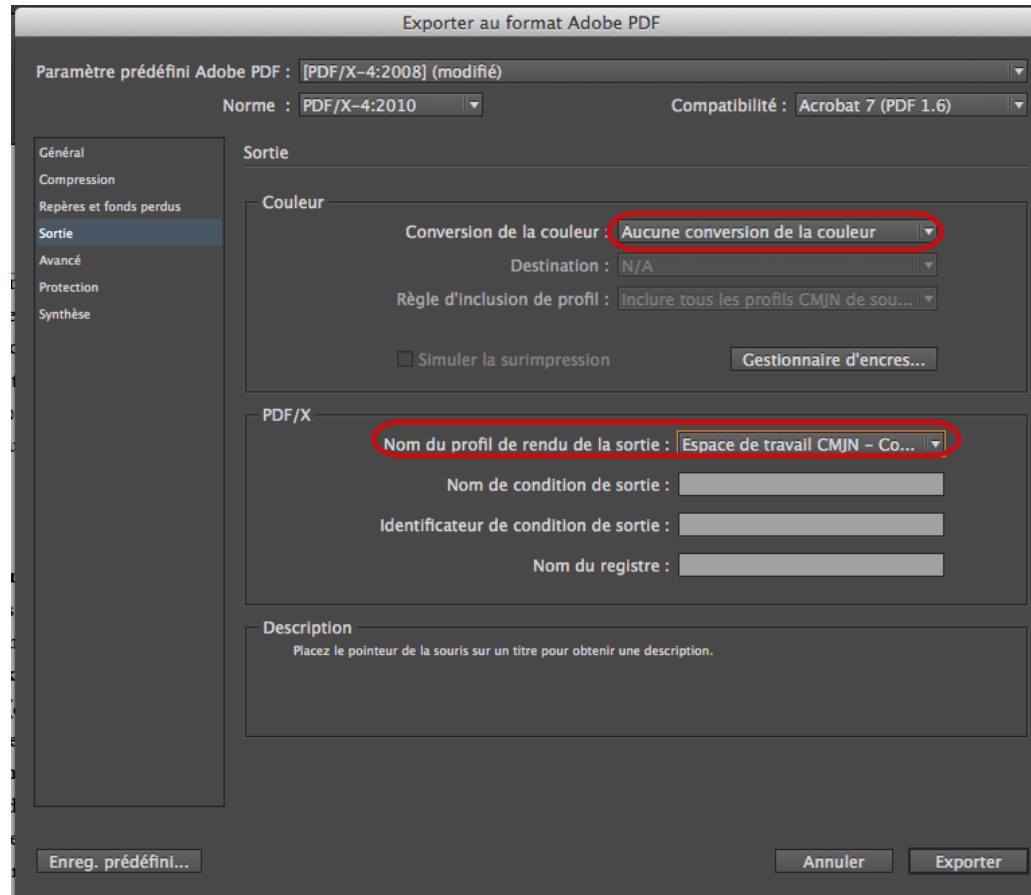 Exporter au format Adobe PDF
Paramètre prédéfini Adobe PDF : [PDF/X-4:2008] (modifié)
Norme : PDF/X-4:2010 Compatibilité : Acrobat 7 (PDF 1.6)
Général
Compression
Repères et fonds perdus
Sortie
Avancé
Protection
Synthèse
Sortie
Couleur
Conversion de la couleur : Aucune conversion de la couleur
Destination : N/A
Règle d'inclusion de profil : Inclure tous les profils CMJN de sou...
Simuler la surimpression Gestionnaire d'encres...
PDF/X
Nom du profil de rendu de la sortie : Espace de travail CMJN - Co...
Nom de condition de sortie :
Identificateur de condition de sortie :
Nom du registre :
Description
Placez le pointeur de la souris sur un titre pour obtenir une description.
Enreg. prédéfini... Annuler Exporter